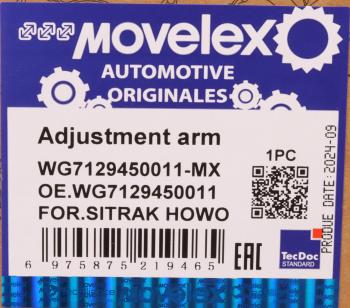 movelex
AUTOMOTIVE
ORIGINALES
Adjustment arm
WG7129450011-MX
OE.WG7129450011
FOR.SITRAK HOWO
1PC
PRODUE DATE:2024-09
6 975875 219465
EAC
TecDoc
STANDARD